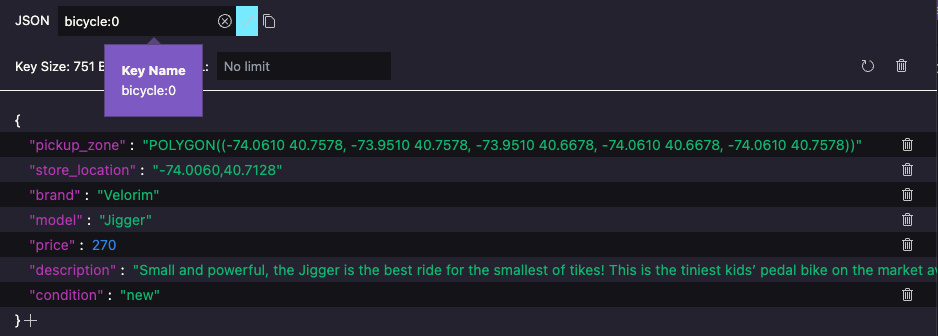 JSON bicycle:0
Key Size: 751 B L: No limit
Key Name
bicycle:0
{
"pickup_zone" : "POLYGON((-74.0610 40.7578, -73.9510 40.7578, -73.9510 40.6678, -74.0610 40.6678, -74.0610 40.7578))"
"store_location" : "-74.0060,40.7128"
"brand" : "Velorim"
"model" : "Jigger"
"price" : 270
"description" : "Small and powerful, the Jigger is the best ride for the smallest of tikes! This is the tiniest kids’ pedal bike on the market av
"condition" : "new"
}